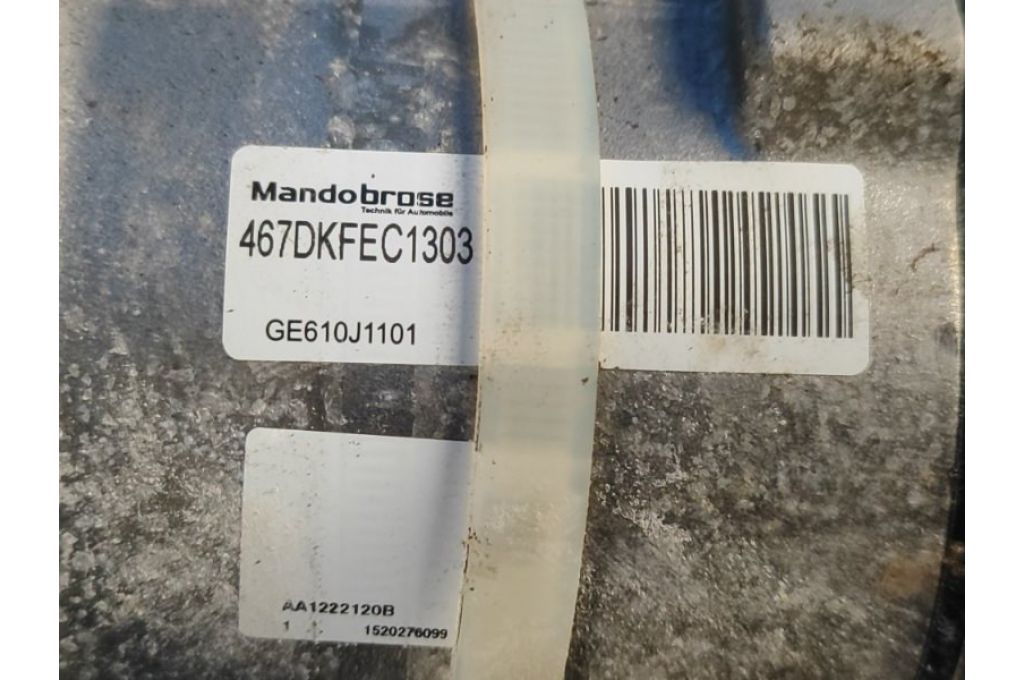 Mandobrose
Technik für Automobile
467DKFEC1303
GE610J1101
AA1222120B
1 1520276099